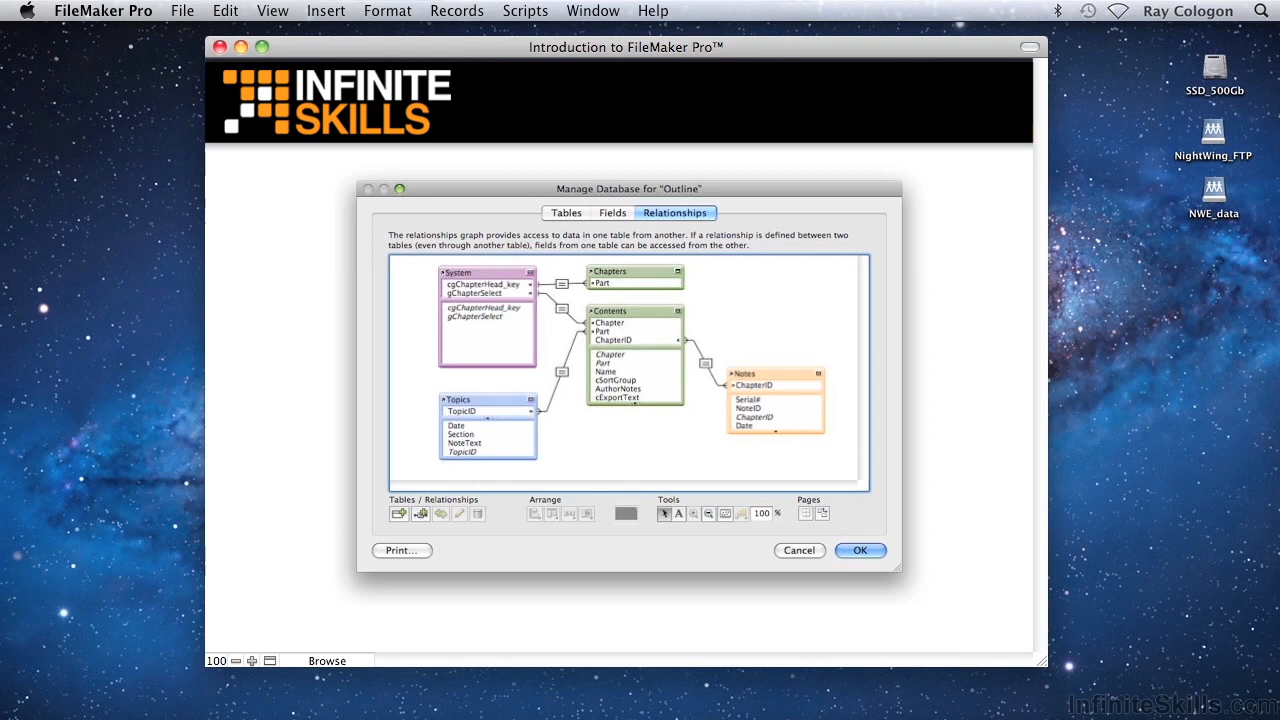 FileMaker Pro File Edit View Insert Format Records Scripts Window Help Ray Cologon
Introduction to FileMaker Pro™
INFINITE
SKILLS
SSD_500Gb
NightWing_FTP
NWE_data
Manage Database for “Outline”
Tables Fields Relationships
The relationships graph provides access to data in one table from another. If a relationship is defined between two
tables (even through another table), fields from one table can be accessed from the other.
System
cgChapterHead_key
gChapterSelect
cgChapterHead_key
gChapterSelect
Chapters
Part
Contents
Chapter
Part
ChapterID
Chapter
Part
Name
cSortGroup
AuthorNotes
cExportText
Notes
ChapterID
Serial#
NoteID
ChapterID
Date
Topics
TopicID
Date
Section
NoteText
TopicID
Tables / Relationships Arrange Tools Pages
A 100 %
Print... Cancel OK
100 Browse
InfiniteSkills.com